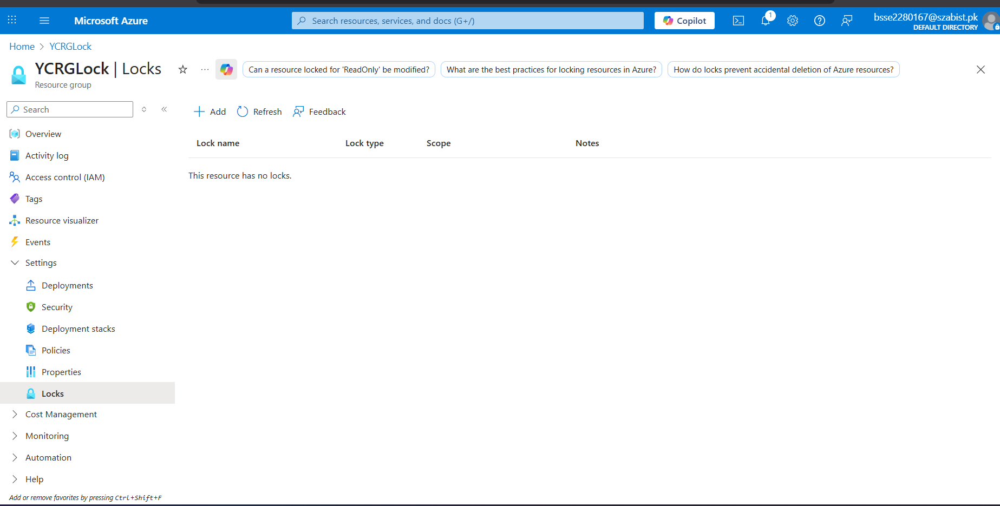 Microsoft Azure
Search resources, services, and docs (G+/)
Copilot
1
bsse2280167@szabist.pk
DEFAULT DIRECTORY
Home > YCRGLock
YCRGLock | Locks
Resource group
Can a resource locked for 'ReadOnly' be modified?
What are the best practices for locking resources in Azure?
How do locks prevent accidental deletion of Azure resources?
Search
Overview
Activity log
Access control (IAM)
Tags
Resource visualizer
Events
Settings
Deployments
Security
Deployment stacks
Policies
Properties
Locks
Cost Management
Monitoring
Automation
Help
Add or remove favorites by pressing Ctrl+Shift+F
Add Refresh Feedback
Lock name Lock type Scope Notes
This resource has no locks.